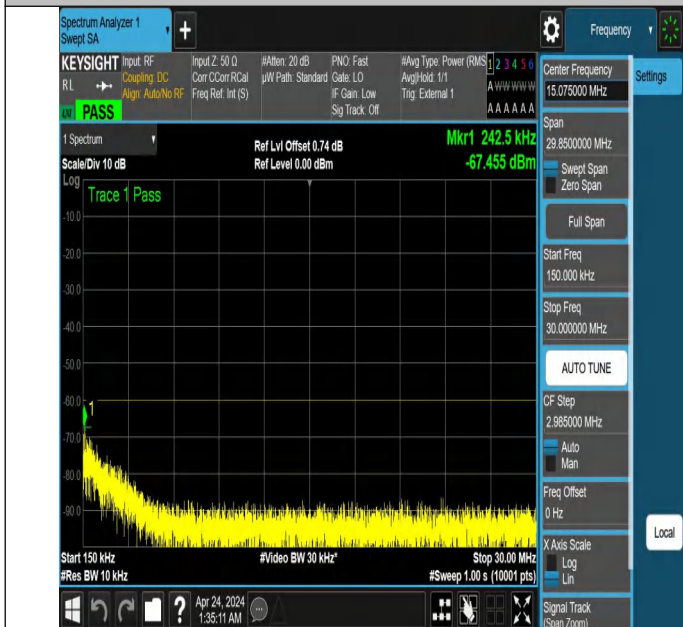 Spectrum Analyzer 1
Swept SA
Frequency
KEYSIGHT
RL
PASS
Input: RF
Coupling: DC
Align: Auto/No RF
Input Z: 50 Ω
Corr CCorr RCal
Freq Ref: Int (S)
#Atten: 20 dB
µW Path: Standard
PNO: Fast
Gate: LO
IF Gain: Low
Sig Track: Off
#Avg Type: Power (RMS
Avg|Hold: 1/1
Trig: External 1
1 2 3 4 5 6
A W W W W W
A A A A A A
1 Spectrum
Scale/Div 10 dB
Log
Ref Lvl Offset 0.74 dB
Ref Level 0.00 dBm
Mkr1 242.5 kHz
-67.455 dBm
Trace 1 Pass
-10.0
-20.0
-30.0
-40.0
-50.0
-60.0
1
-70.0
-80.0
-90.0
Start 150 kHz
#Res BW 10 kHz
#Video BW 30 kHz*
Stop 30.00 MHz
#Sweep 1.00 s (10001 pts)
Apr 24, 2024
1:35:11 AM
Center Frequency
15.075000 MHz
Settings
Span
29.8500000 MHz
Swept Span
Zero Span
Full Span
Start Freq
150.000 kHz
Stop Freq
30.000000 MHz
AUTO TUNE
CF Step
2.985000 MHz
Auto
Man
Freq Offset
0 Hz
Local
X Axis Scale
Log
Lin
Signal Track
(Span Zoom)